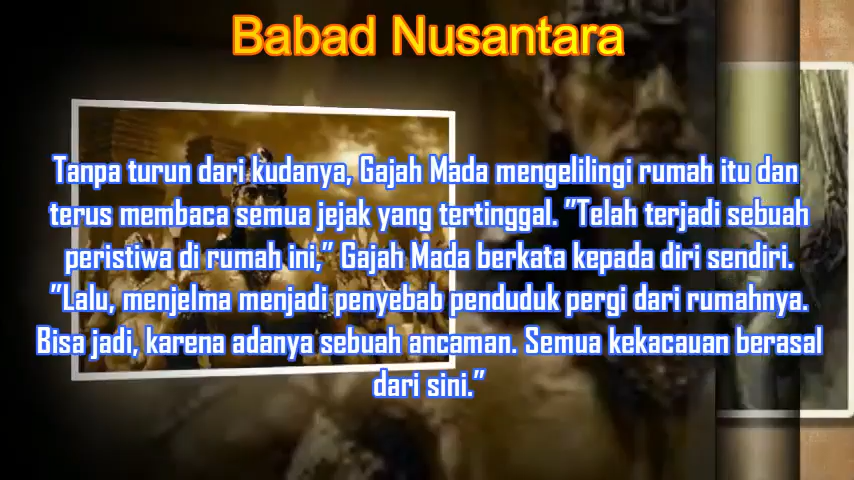 Babad Nusantara
Tanpa turun dari kudanya, Gajah Mada mengelilingi rumah itu dan
terus membaca semua jejak yang tertinggal. "Telah terjadi sebuah
peristiwa di rumah ini," Gajah Mada berkata kepada diri sendiri.
"Lalu, menjelma menjadi penyebab penduduk pergi dari rumahnya.
Bisa jadi, karena adanya sebuah ancaman. Semua kekacauan berasal
dari sini."